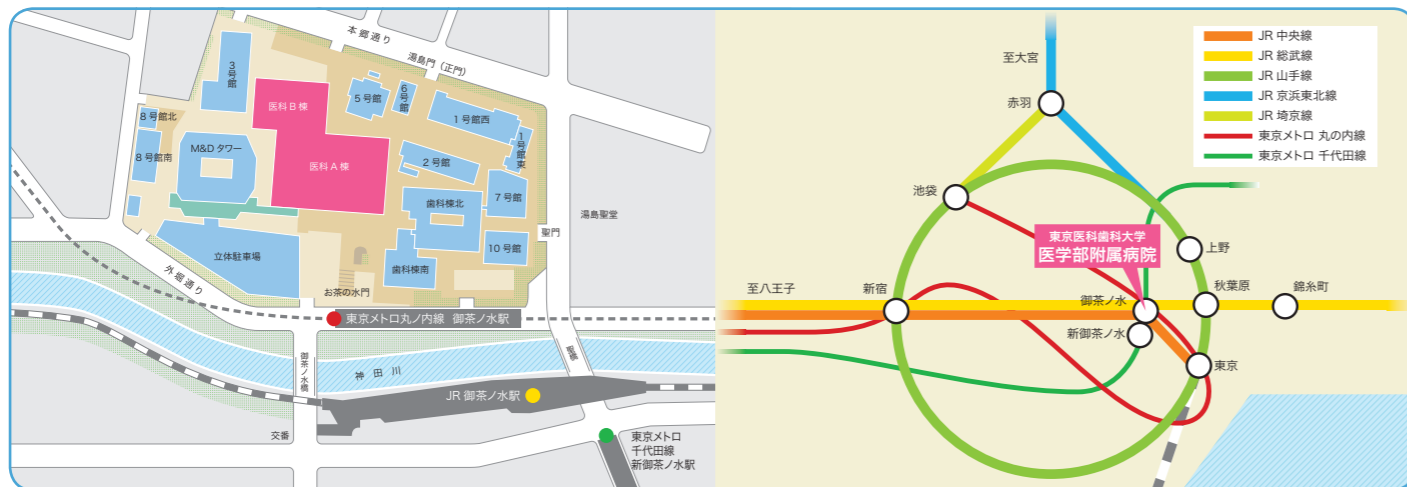 本郷通り
湯島門(正門)
3号館
医科B棟
5号館
6号館
1号館西
1号館東
8号館北
8号館南
M&Dタワー
医科A棟
2号館
7号館
歯科棟北
湯島聖堂
聖門
10号館
立体駐車場
歯科棟南
外堀通り
お茶の水門
東京メトロ丸ノ内線 御茶ノ水駅
御茶ノ水橋
神田川
聖橋
JR 御茶ノ水駅
交番
東京メトロ
千代田線
新御茶ノ水駅
至大宮
赤羽
池袋
東京医科歯科大学
医学部附属病院
上野
至八王子
新宿
御茶ノ水
秋葉原
錦糸町
新御茶ノ水
東京
JR 中央線
JR 総武線
JR 山手線
JR 京浜東北線
JR 埼京線
東京メトロ 丸の内線
東京メトロ 千代田線